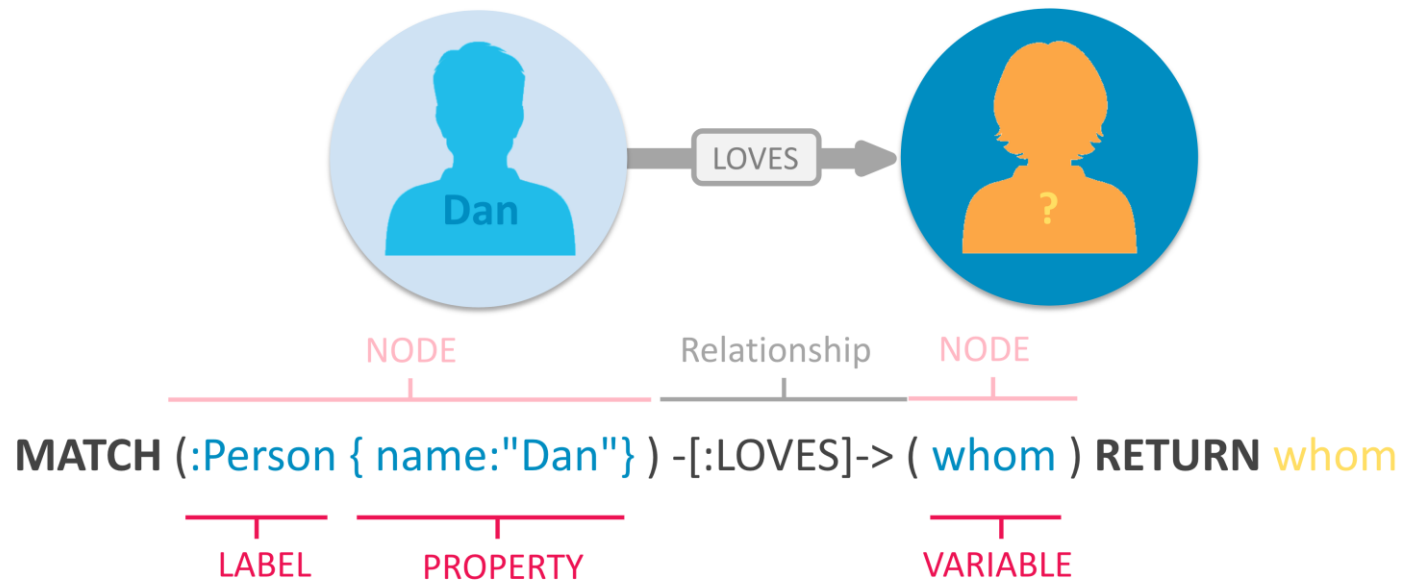 Dan
LOVES
?
NODE
Relationship
NODE
MATCH (:Person { name:"Dan"} ) -[:LOVES]-> ( whom ) RETURN whom
LABEL
PROPERTY
VARIABLE